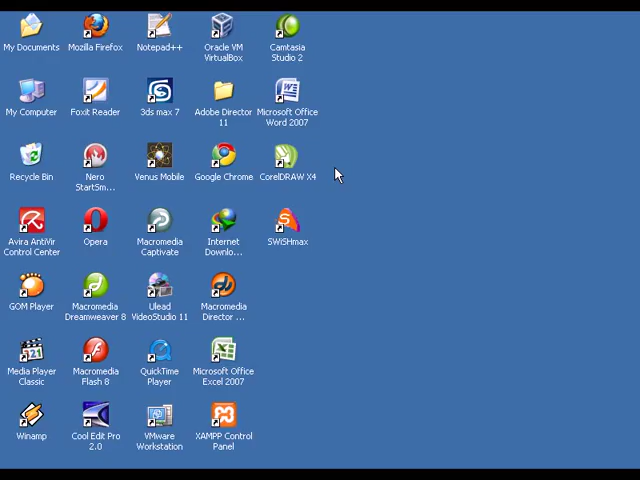 My Documents
Mozilla Firefox
Notepad++
Oracle VM
VirtualBox
Camtasia
Studio 2
My Computer
Foxit Reader
3ds max 7
Adobe Director
11
Microsoft Office
Word 2007
Recycle Bin
Nero
StartSm...
Venus Mobile
Google Chrome
CorelDRAW X4
Avira AntiVir
Control Center
Opera
Macromedia
Captivate
Internet
Downlo...
SWiSHmax
GOM Player
Macromedia
Dreamweaver 8
Ulead
VideoStudio 11
Macromedia
Director ...
Media Player
Classic
Macromedia
Flash 8
QuickTime
Player
Microsoft Office
Excel 2007
Winamp
Cool Edit Pro
2.0
VMware
Workstation
XAMPP Control
Panel